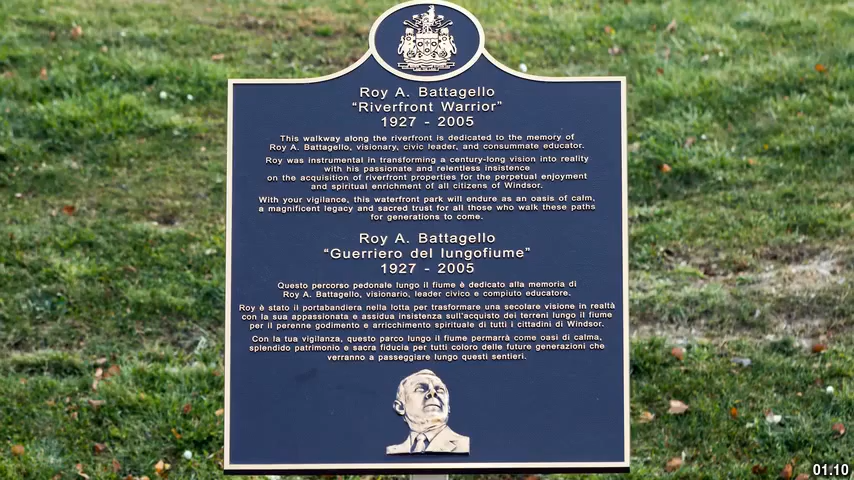 Roy A. Battagello
"Riverfront Warrior"
1927 - 2005
This walkway along the riverfront is dedicated to the memory of
Roy A. Battagello, visionary, civic leader, and consummate educator.
Roy was instrumental in transforming a century-long vision into reality
with his passionate and relentless insistence
on the acquisition of riverfront properties for the perpetual enjoyment
and spiritual enrichment of all citizens of Windsor.
With your vigilance, this waterfront park will endure as an oasis of calm,
a magnificent legacy and sacred trust for all those who walk these paths
for generations to come.
Roy A. Battagello
"Guerriero del lungofiume"
1927 - 2005
Questo percorso pedonale lungo il fiume è dedicato alla memoria di
Roy A. Battagello, visionario, leader civico e compiuto educatore.
Roy è stato il portabandiera nella lotta per trasformare una secolare visione in realtà
con la sua appassionata e assidua insistenza sull'acquisto dei terreni lungo il fiume
per il perenne godimento e arricchimento spirituale di tutti i cittadini di Windsor.
Con la tua vigilanza, questo parco lungo il fiume permarrà come oasi di calma,
splendido patrimonio e sacra fiducia per tutti coloro delle future generazioni che
verranno a passeggiare lungo questi sentieri.
01.10